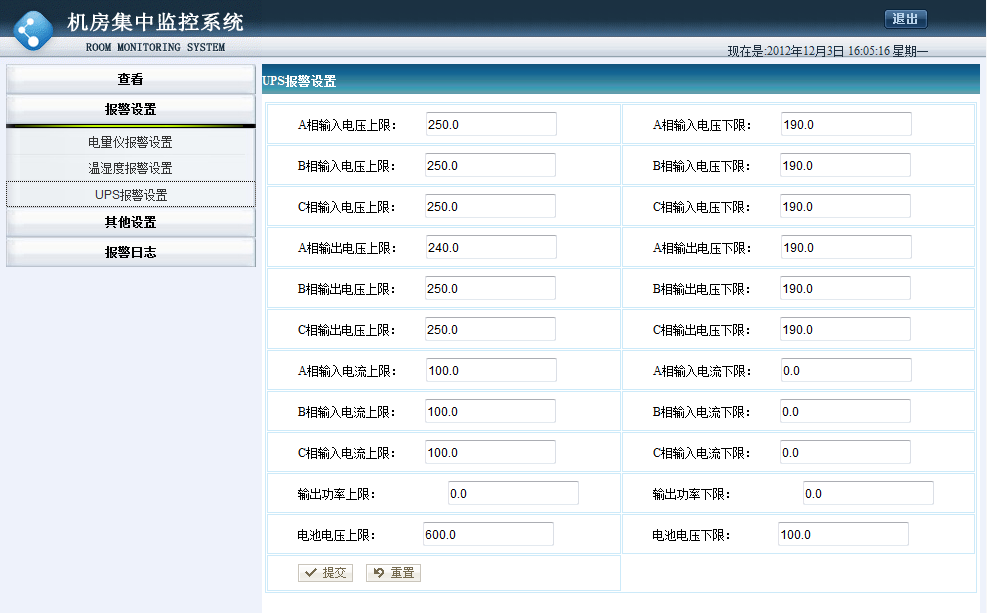 机房集中监控系统
退出
ROOM MONITORING SYSTEM
现在是:2012年12月3日 16:05:16 星期一
查看
报警设置
电量仪报警设置
温湿度报警设置
UPS报警设置
其他设置
报警日志
UPS报警设置
A相输入电压上限： 250.0 A相输入电压下限： 190.0
B相输入电压上限： 250.0 B相输入电压下限： 190.0
C相输入电压上限： 250.0 C相输入电压下限： 190.0
A相输出电压上限： 240.0 A相输出电压下限： 190.0
B相输出电压上限： 250.0 B相输出电压下限： 190.0
C相输出电压上限： 250.0 C相输出电压下限： 190.0
A相输入电流上限： 100.0 A相输入电流下限： 0.0
B相输入电流上限： 100.0 B相输入电流下限： 0.0
C相输入电流上限： 100.0 C相输入电流下限： 0.0
输出功率上限： 0.0 输出功率下限： 0.0
电池电压上限： 600.0 电池电压下限： 100.0
提交 重置